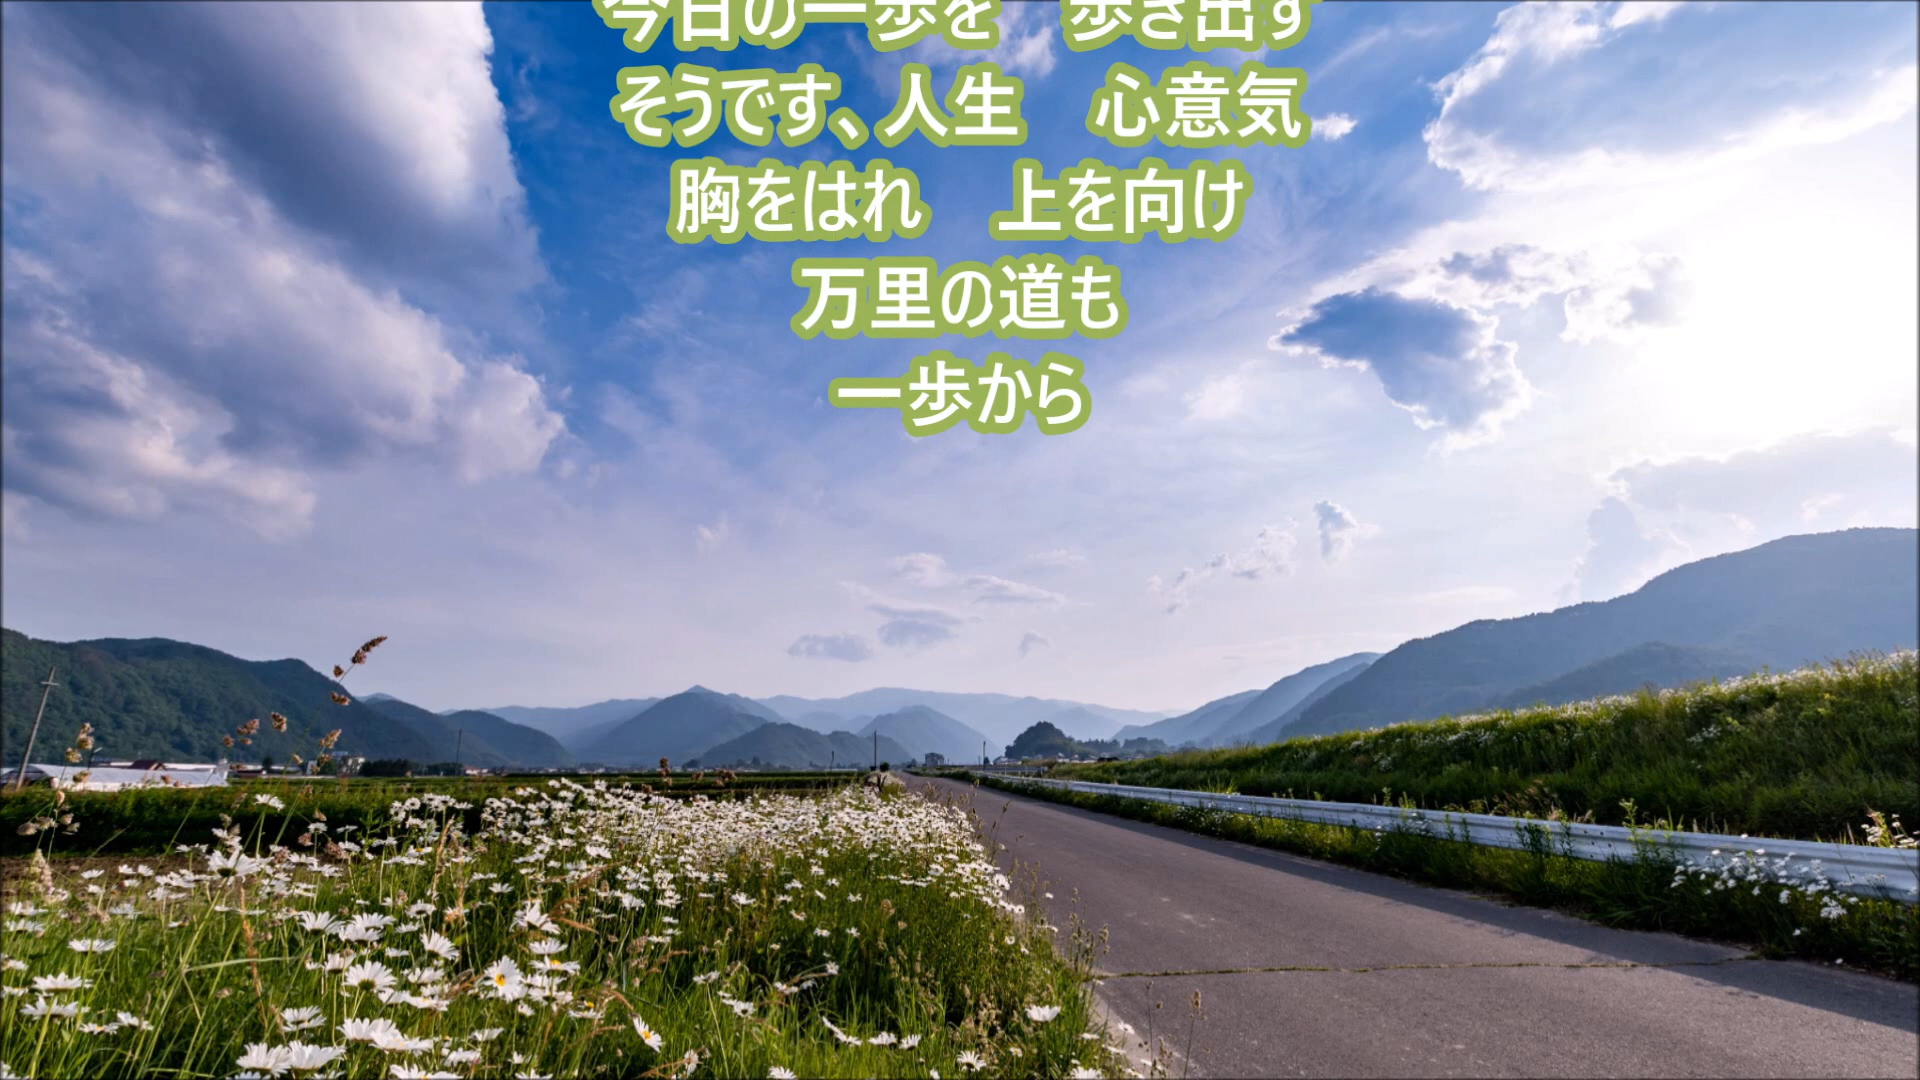 今日の一歩を　歩き出す
そうです、人生　心意気
胸をはれ　上を向け
万里の道も
一歩から